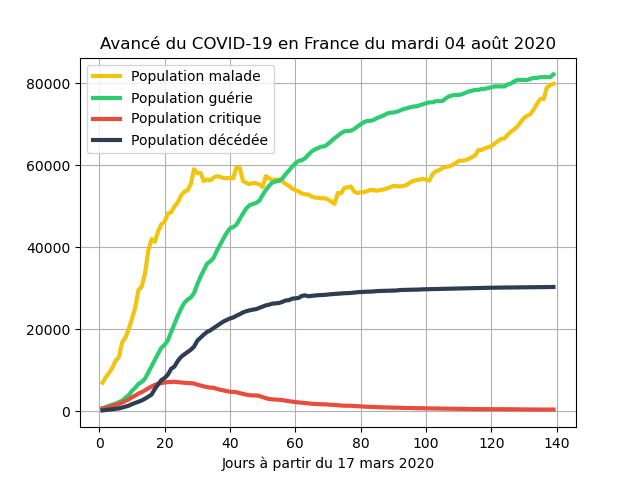 Avancé du COVID-19 en France du mardi 04 août 2020
Population malade
Population guérie
Population critique
Population décédée
80000
60000
40000
20000
0
0 20 40 60 80 100 120 140
Jours à partir du 17 mars 2020